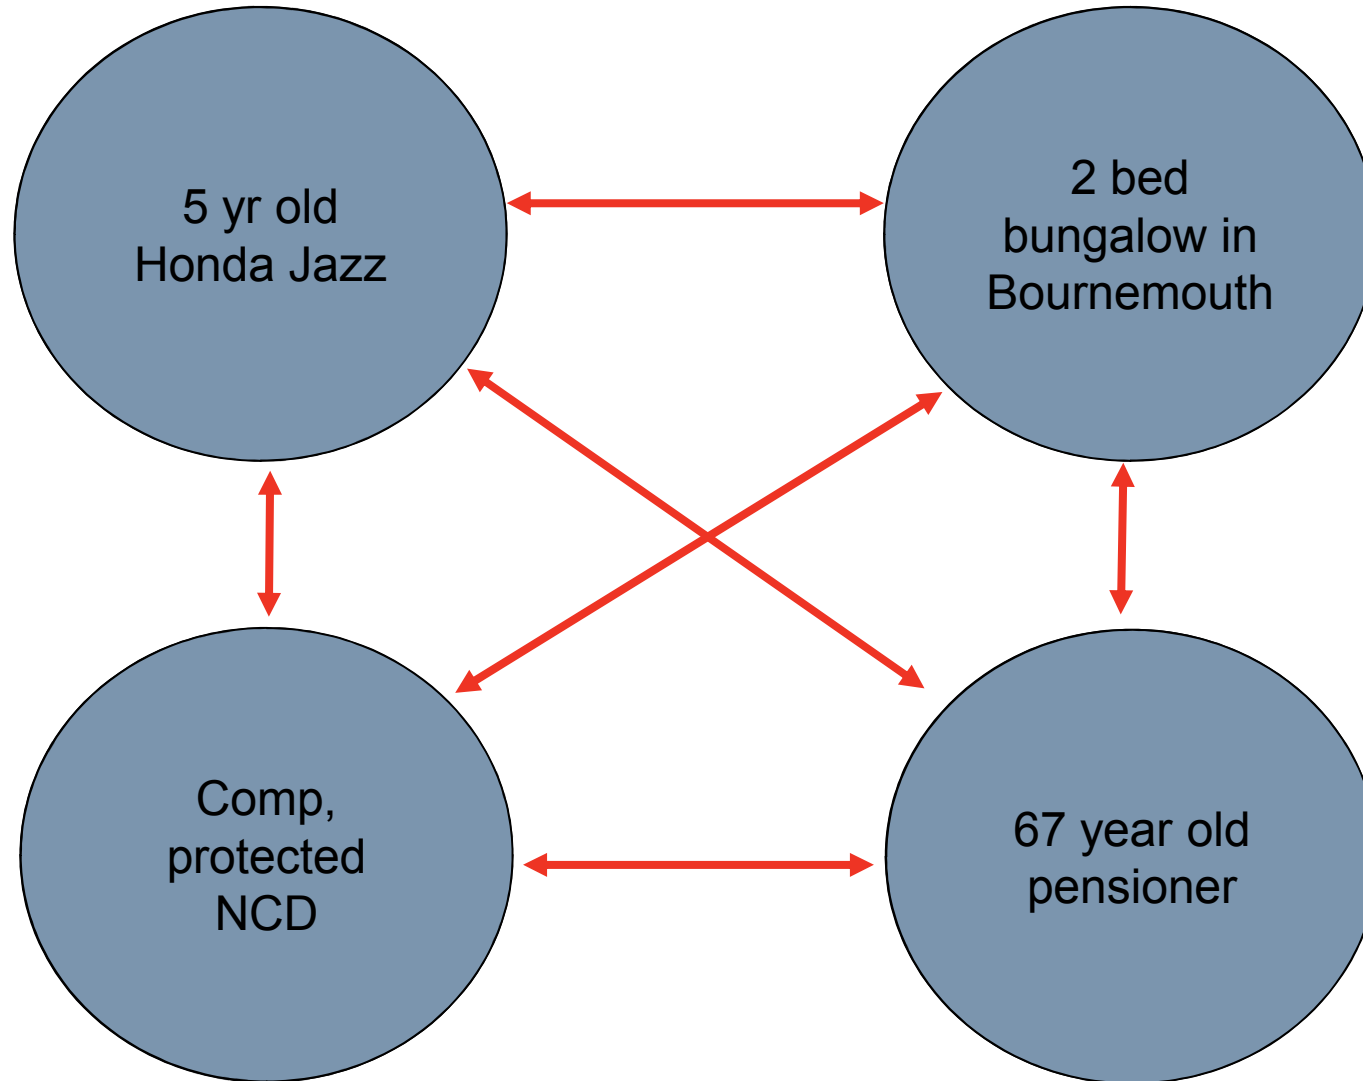 5 yr old
Honda Jazz
2 bed
bungalow in
Bournemouth
Comp,
protected
NCD
67 year old
pensioner